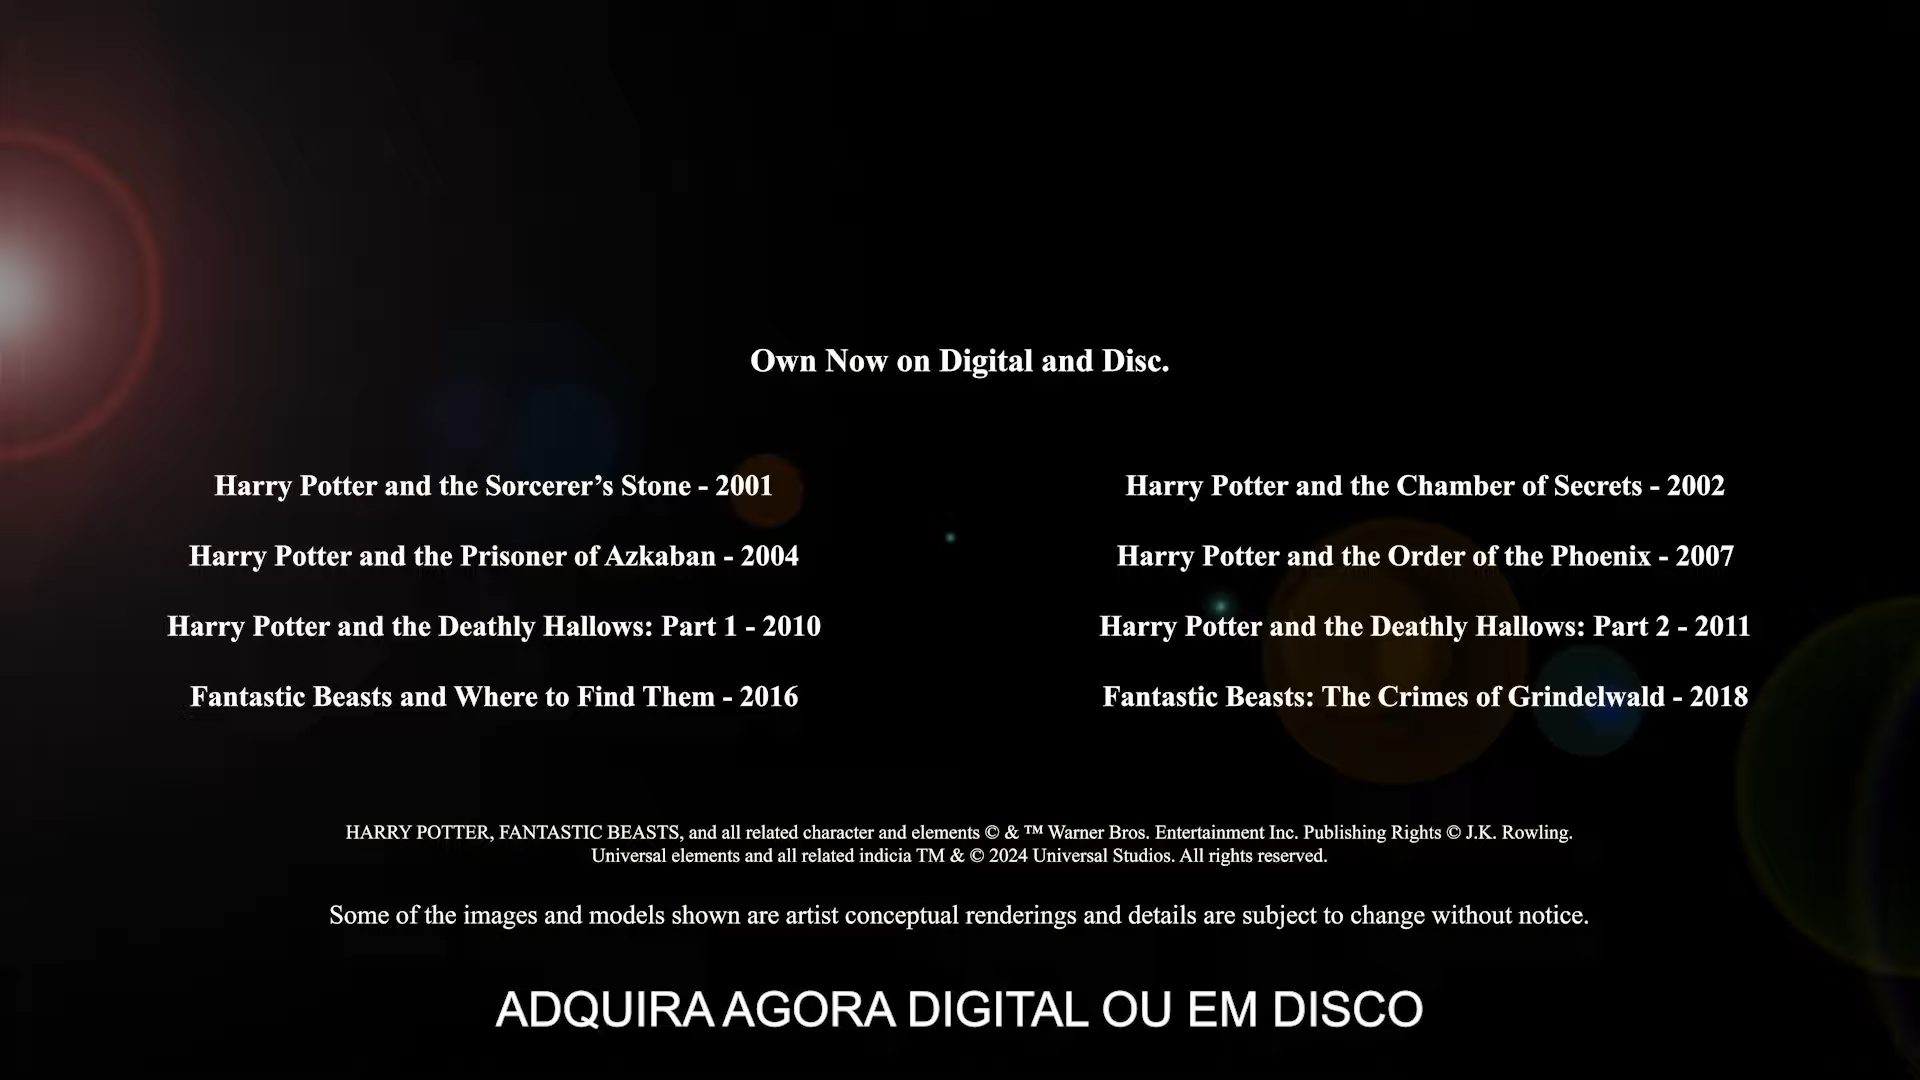 Own Now on Digital and Disc.
Harry Potter and the Sorcerer’s Stone - 2001
Harry Potter and the Chamber of Secrets - 2002
Harry Potter and the Prisoner of Azkaban - 2004
Harry Potter and the Order of the Phoenix - 2007
Harry Potter and the Deathly Hallows: Part 1 - 2010
Harry Potter and the Deathly Hallows: Part 2 - 2011
Fantastic Beasts and Where to Find Them - 2016
Fantastic Beasts: The Crimes of Grindelwald - 2018
HARRY POTTER, FANTASTIC BEASTS, and all related character and elements © & ™ Warner Bros. Entertainment Inc. Publishing Rights © J.K. Rowling.
Universal elements and all related indicia TM & © 2024 Universal Studios. All rights reserved.
Some of the images and models shown are artist conceptual renderings and details are subject to change without notice.
ADQUIRA AGORA DIGITAL OU EM DISCO